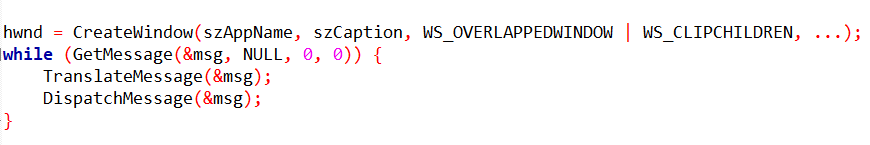 hwnd = CreateWindow(szAppName, szCaption, WS_OVERLAPPEDWINDOW | WS_CLIPCHILDREN, ...);
while (GetMessage(&msg, NULL, 0, 0)) {
    TranslateMessage(&msg);
    DispatchMessage(&msg);
}